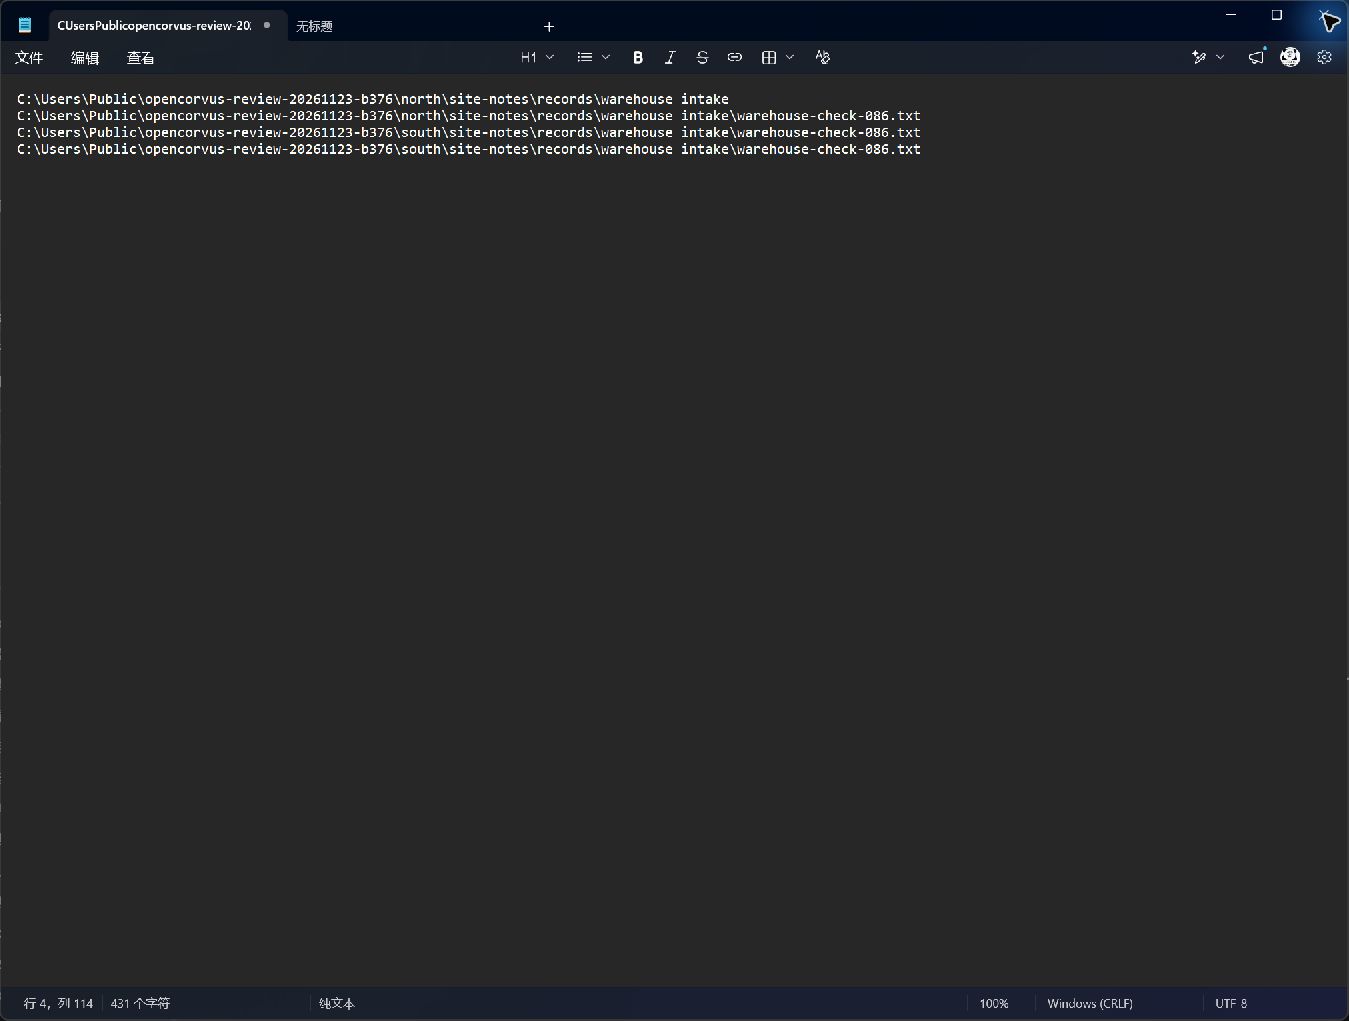 CUsersPublicopencorvus-review-20
无标题
文件 编辑 查看 H1 B I S
C:\Users\Public\opencorvus-review-20261123-b376\north\site-notes\records\warehouse intake
C:\Users\Public\opencorvus-review-20261123-b376\north\site-notes\records\warehouse intake\warehouse-check-086.txt
C:\Users\Public\opencorvus-review-20261123-b376\south\site-notes\records\warehouse intake\warehouse-check-086.txt
C:\Users\Public\opencorvus-review-20261123-b376\south\site-notes\records\warehouse intake\warehouse-check-086.txt
行 4，列 114 431 个字符 纯文本 100% Windows (CRLF) UTF 8